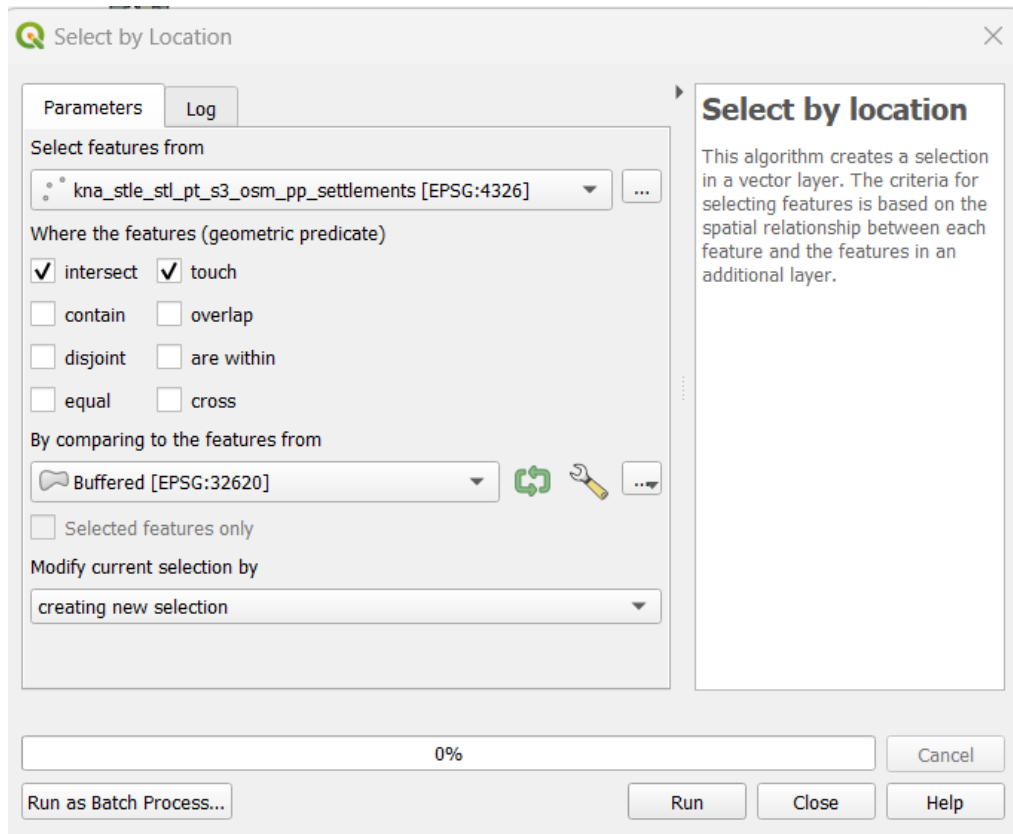 Select by Location
Parameters
Log
Select features from
kna_stle_stl_pt_s3_osm_pp_settlements [EPSG:4326]
...
Where the features (geometric predicate)
intersect
touch
contain
overlap
disjoint
are within
equal
cross
By comparing to the features from
Buffered [EPSG:32620]
...
Selected features only
Modify current selection by
creating new selection
Select by location
This algorithm creates a selection
in a vector layer. The criteria for
selecting features is based on the
spatial relationship between each
feature and the features in an
additional layer.
0%
Cancel
Run as Batch Process...
Run
Close
Help